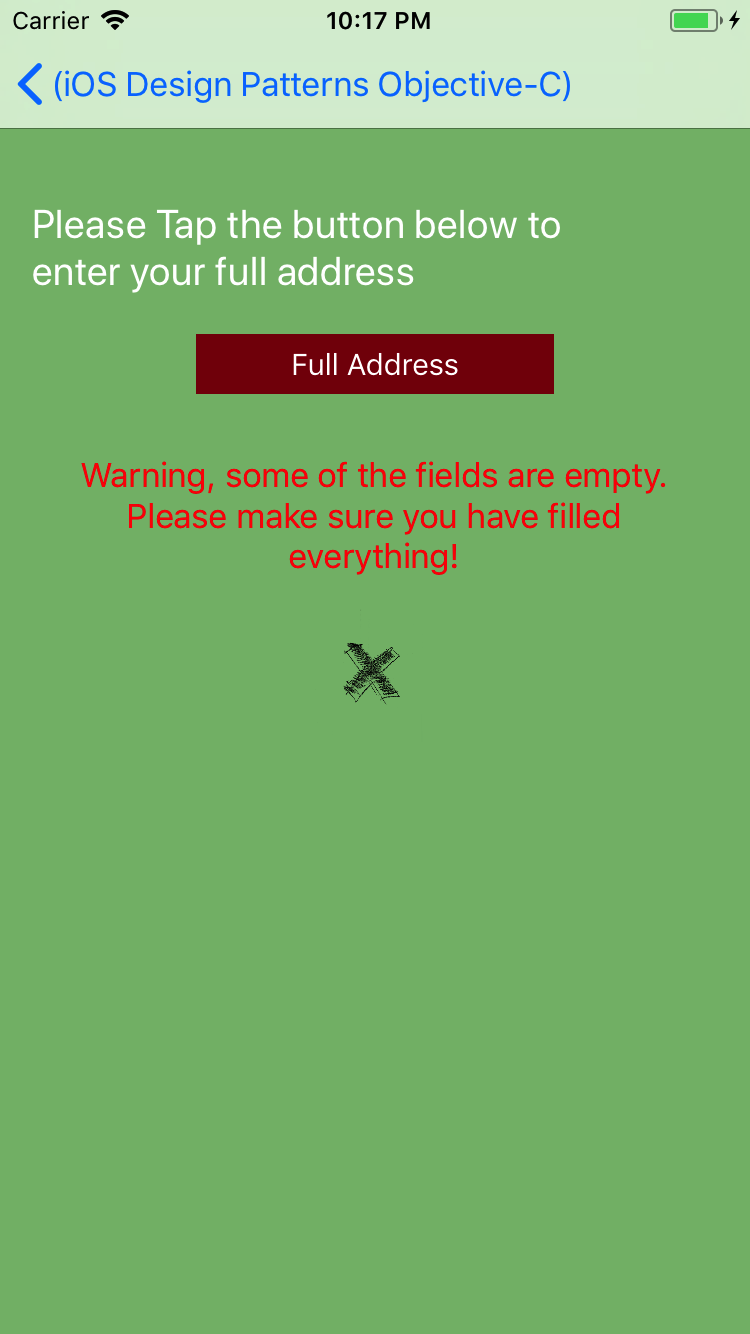 Carrier 10:17 PM
(iOS Design Patterns Objective-C)
Please Tap the button below to
enter your full address
Full Address
Warning, some of the fields are empty.
Please make sure you have filled
everything!